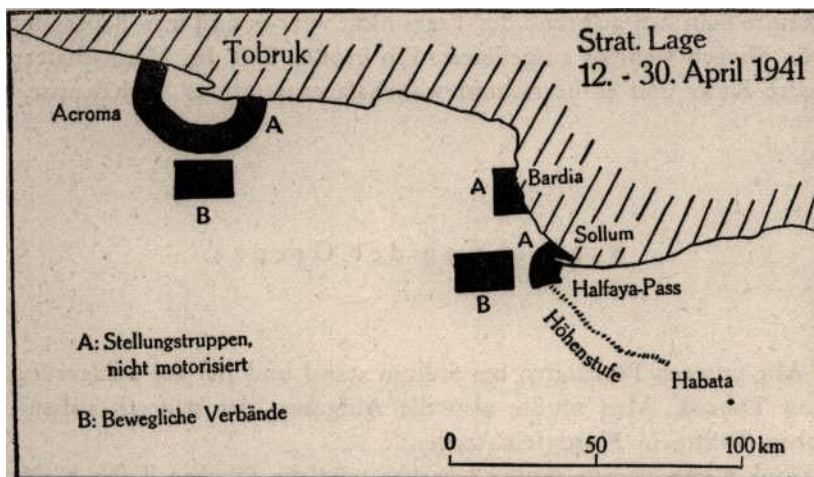 Strat. Lage
12. - 30. April 1941
Tobruk
Acroma
A
B
A
Bardia
A
Sollum
B
Halfaya-Pass
Höhenstufe
Habata
A: Stellungstruppen,
nicht motorisiert
B: Bewegliche Verbände
0 50 100 km